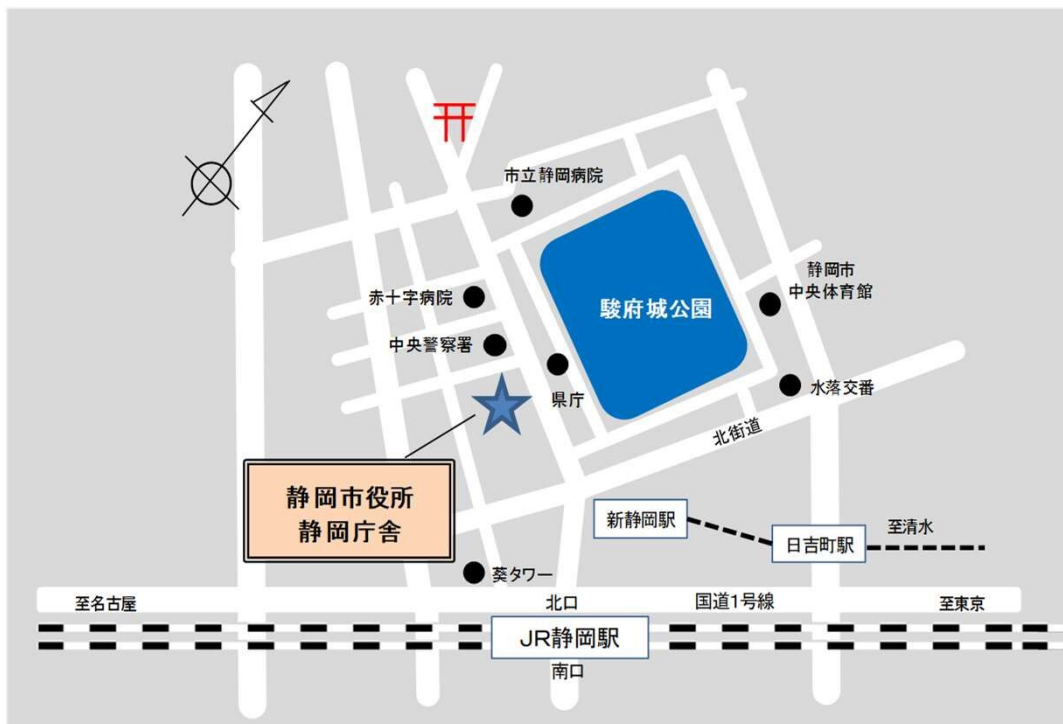 市立静岡病院
静岡市
中央体育館
赤十字病院
駿府城公園
中央警察署
県庁
水落交番
北街道
静岡市役所
静岡庁舎
新静岡駅
至清水
日吉町駅
葵タワー
至名古屋
北口
国道1号線
至東京
JR静岡駅
南口